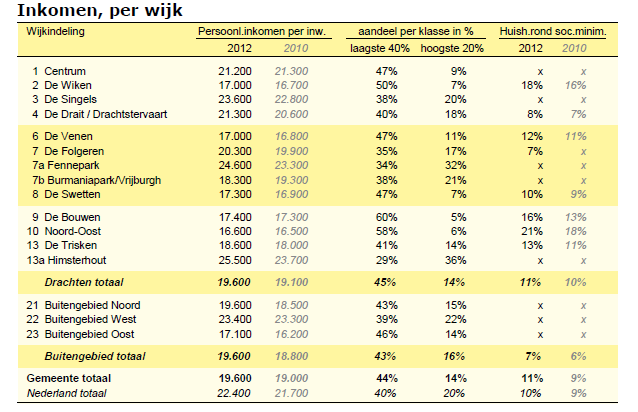 Inkomen, per wijk
Wijkindeling Persoonl.inkomen per inw. aandeel per klasse in % Huish.rond soc.minim.
2012 2010 laagste 40% hoogste 20% 2012 2010
1 Centrum 21.200 21.300 47% 9% x x
2 De Wiken 17.000 16.700 50% 7% 18% 16%
3 De Singels 23.600 22.800 38% 20% x x
4 De Drait / Drachtstervaart 21.300 20.600 40% 18% 8% 7%
6 De Venen 17.000 16.800 47% 11% 12% 11%
7 De Folgeren 20.300 19.900 35% 17% 7% x
7a Fennepark 24.600 23.300 34% 32% x x
7b Burmaniapark/Vrijburgh 18.300 19.300 38% 21% x x
8 De Swetten 17.300 16.900 47% 7% 10% 9%
9 De Bouwen 17.400 17.300 60% 5% 16% 13%
10 Noord-Oost 16.600 16.500 58% 6% 21% 18%
13 De Trisken 18.600 18.000 41% 14% 13% 11%
13a Himsterhout 25.500 23.700 29% 36% x x
Drachten totaal 19.600 19.100 45% 14% 11% 10%
21 Buitengebied Noord 19.600 18.500 43% 15% x x
22 Buitengebied West 23.400 23.300 39% 22% x x
23 Buitengebied Oost 17.100 16.200 46% 14% x x
Buitengebied totaal 19.600 18.800 43% 16% 7% 6%
Gemeente totaal 19.600 19.000 44% 14% 11% 9%
Nederland totaal 22.400 21.700 40% 20% 10% 9%